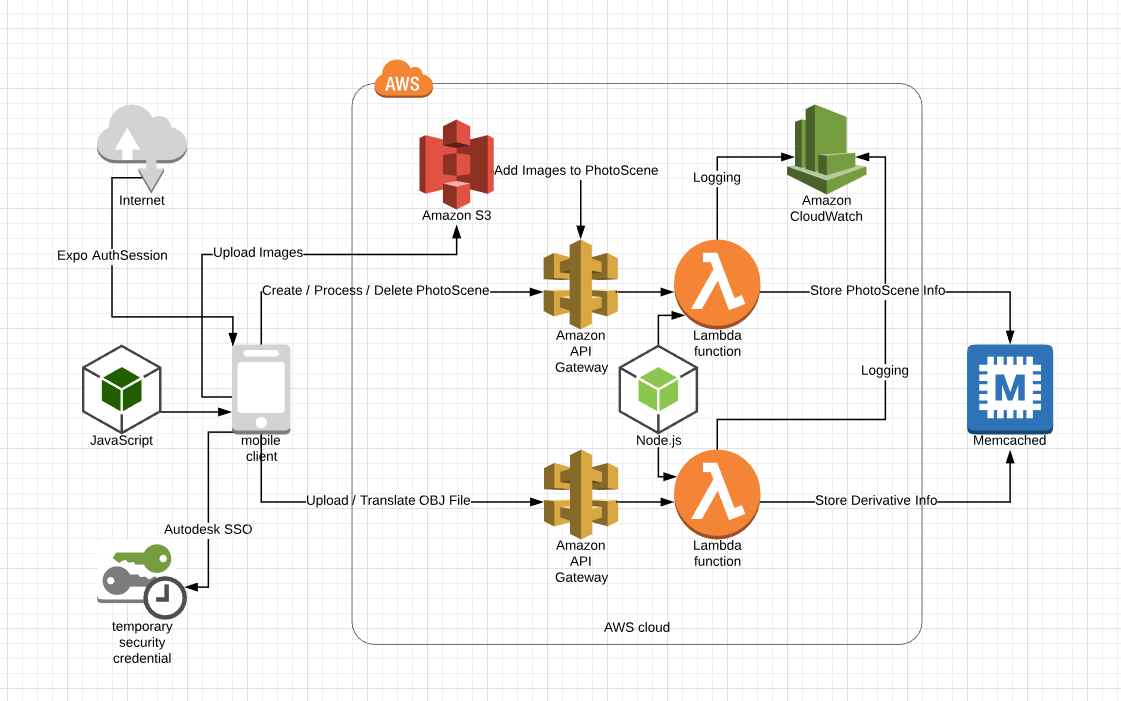 AWS
Internet
Amazon S3
Add Images to PhotoScene
Logging
Amazon
CloudWatch
Expo AuthSession
Upload Images
Create / Process / Delete PhotoScene
Store PhotoScene Info
Amazon
API
Gateway
Lambda
function
Logging
M
JavaScript
mobile
client
Node.js
Memcached
Upload / Translate OBJ File
Store Derivative Info
Autodesk SSO
Amazon
API
Gateway
Lambda
function
temporary
security
credential
AWS cloud